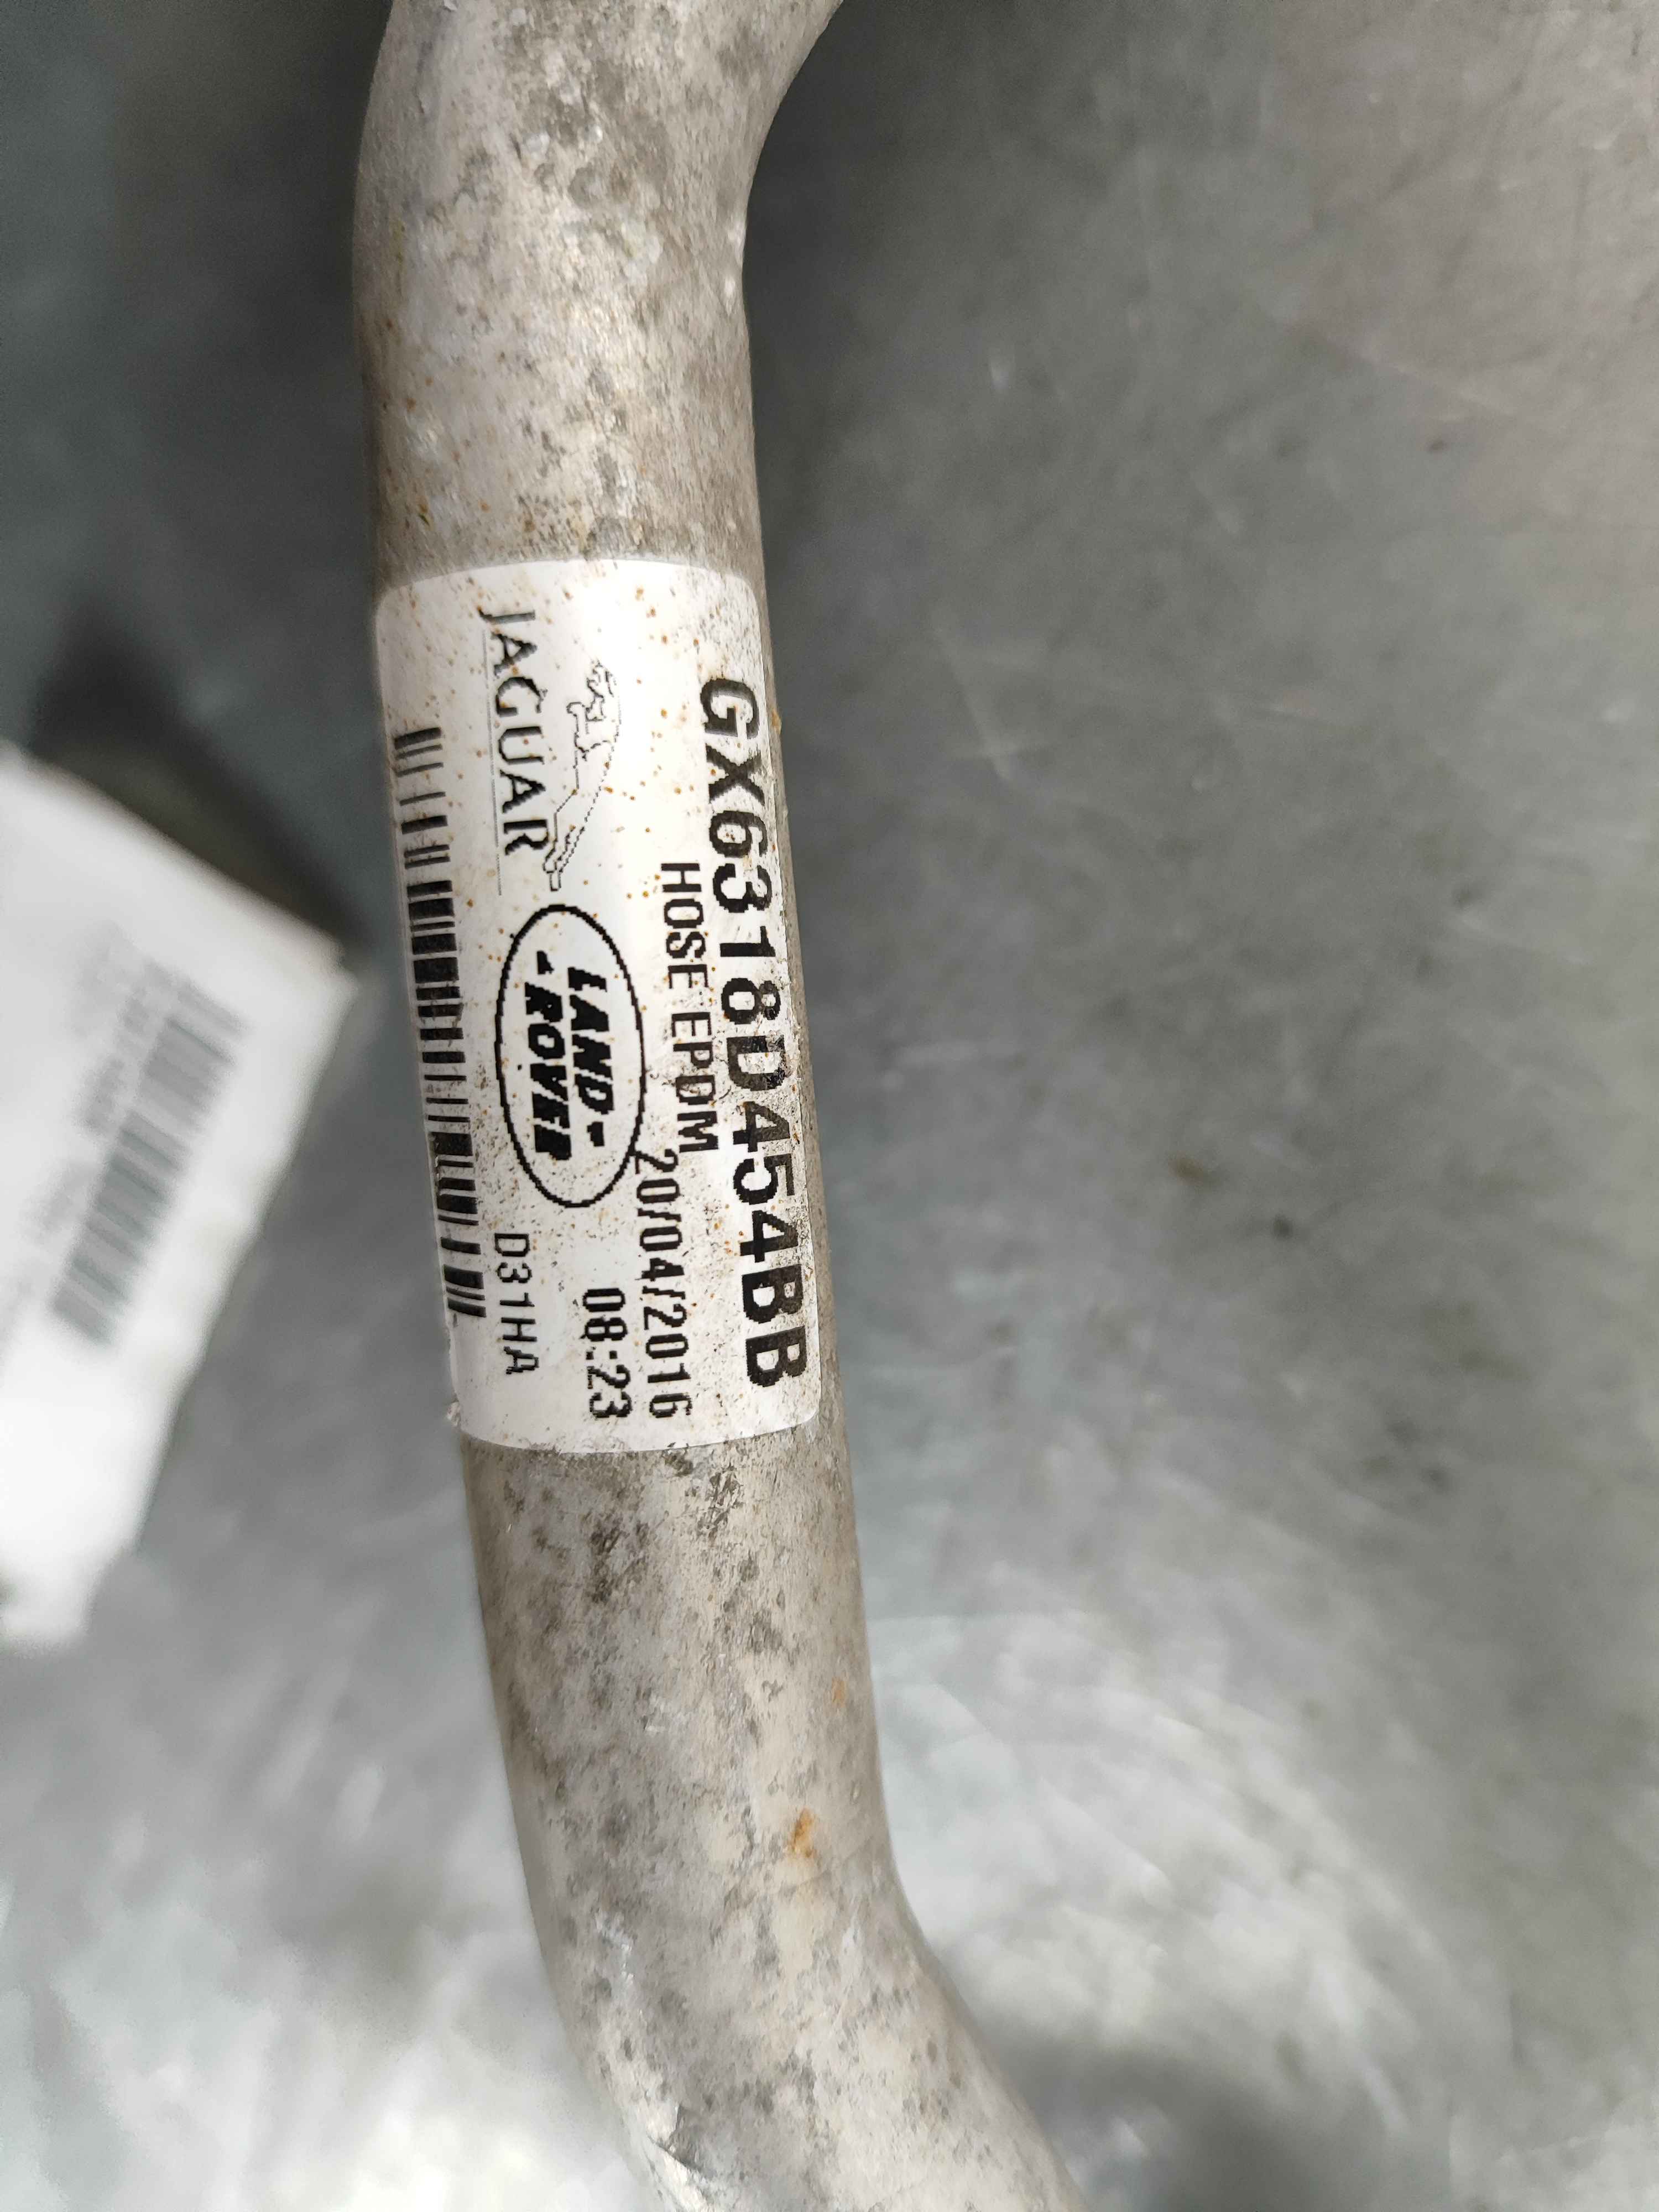 GX6318D454BB
HOSE EPDM
20/04/2016
08:23
JAGUAR
LAND-
-ROVER
D31HA